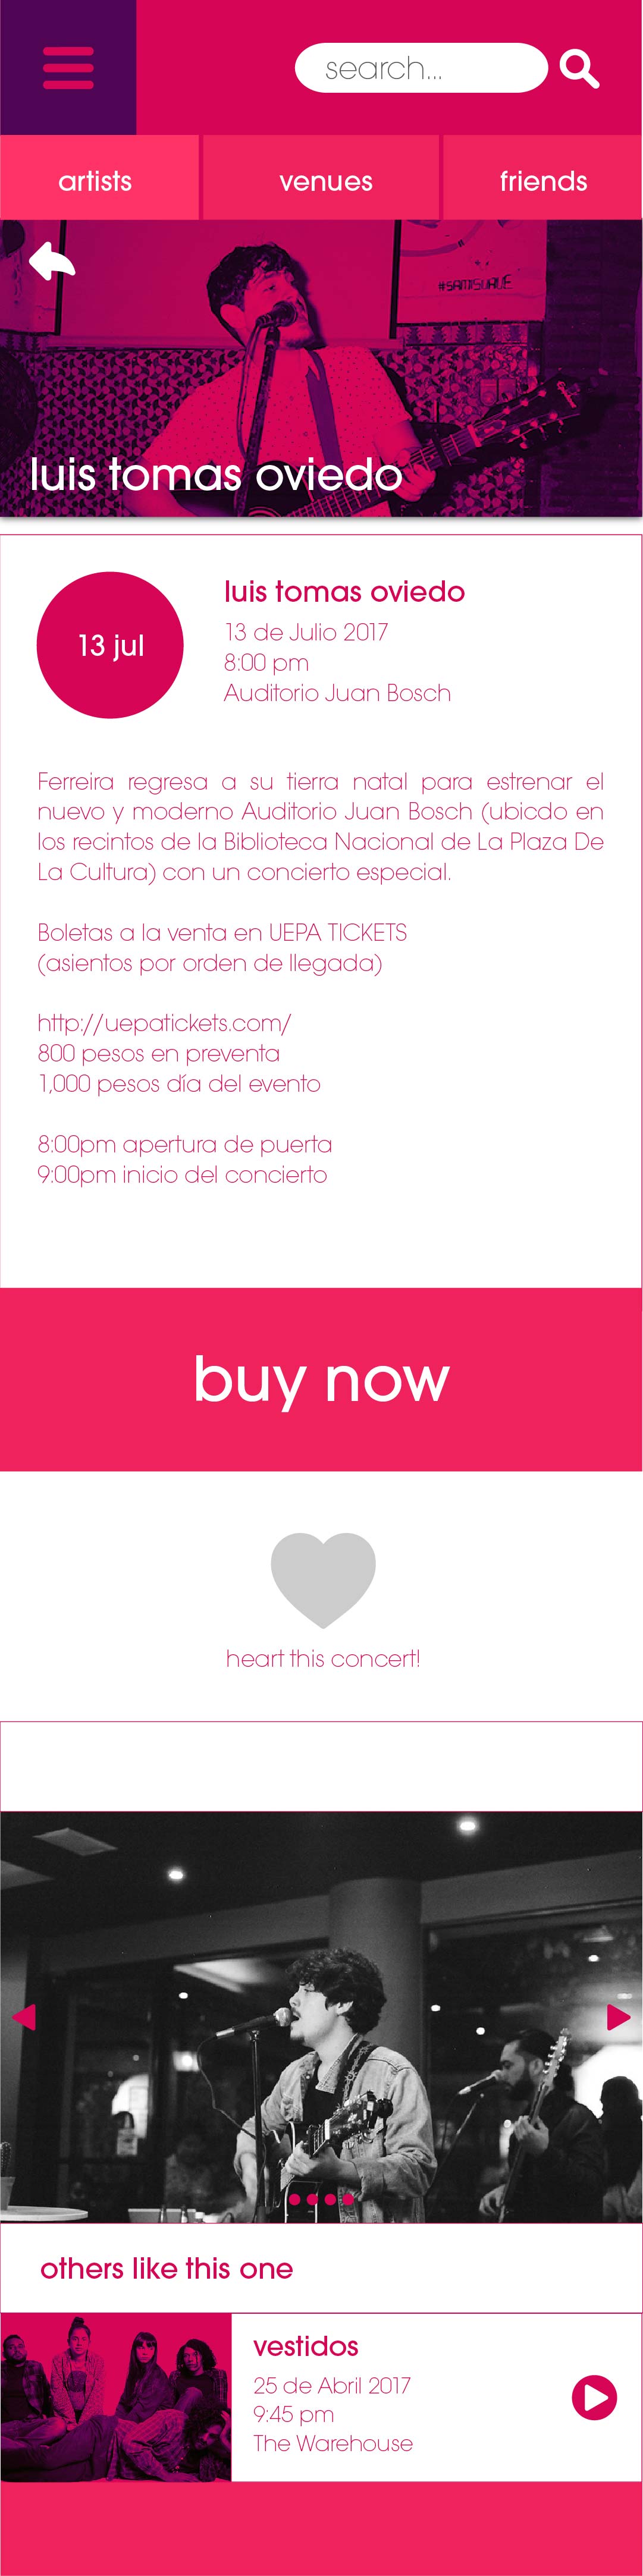 search...
artists
venues
friends
#SAMISURVE
luis tomas oviedo
13 jul
luis tomas oviedo
13 de Julio 2017
8:00 pm
Auditorio Juan Bosch
Ferreira regresa a su tierra natal para estrenar el
nuevo y moderno Auditorio Juan Bosch (ubicdo en
los recintos de la Biblioteca Nacional de La Plaza De
La Cultura) con un concierto especial.
Boletas a la venta en UEPA TICKETS
(asientos por orden de llegada)
http://uepatickets.com/
800 pesos en preventa
1,000 pesos día del evento
8:00pm apertura de puerta
9:00pm inicio del concierto
buy now
heart this concert!
others like this one
vestidos
25 de Abril 2017
9:45 pm
The Warehouse